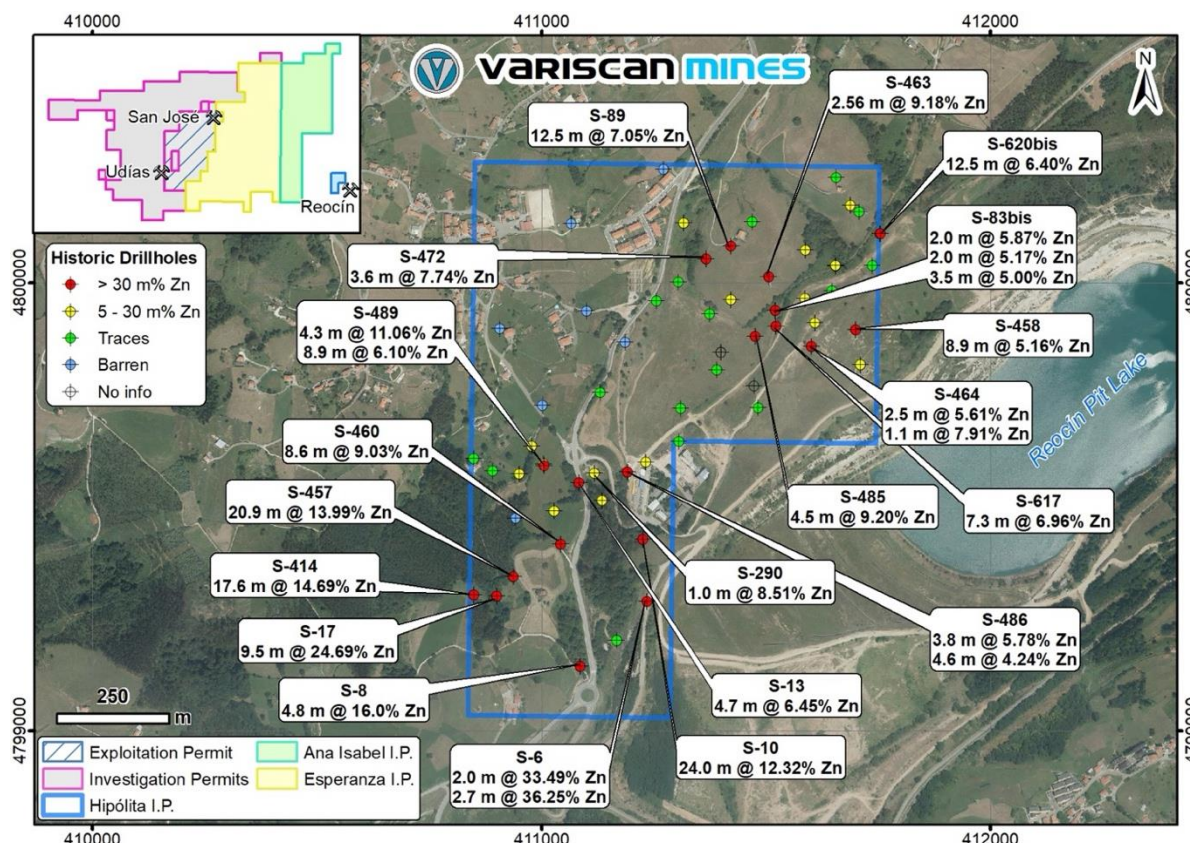 410000
411000
412000
VARISCAN MINES
N
San Jose
Udías
Reocín
Historic Drillholes
> 30 m% Zn
5 - 30 m% Zn
Traces
Barren
No info
S-89
12.5 m @ 7.05% Zn
S-463
2.56 m @ 9.18% Zn
S-620bis
12.5 m @ 6.40% Zn
S-83bis
2.0 m @ 5.87% Zn
2.0 m @ 5.17% Zn
3.5 m @ 5.00% Zn
S-472
3.6 m @ 7.74% Zn
S-489
4.3 m @ 11.06% Zn
8.9 m @ 6.10% Zn
S-458
8.9 m @ 5.16% Zn
S-464
2.5 m @ 5.61% Zn
1.1 m @ 7.91% Zn
S-460
8.6 m @ 9.03% Zn
S-457
20.9 m @ 13.99% Zn
S-485
4.5 m @ 9.20% Zn
S-617
7.3 m @ 6.96% Zn
S-414
17.6 m @ 14.69% Zn
S-290
1.0 m @ 8.51% Zn
S-17
9.5 m @ 24.69% Zn
S-486
3.8 m @ 5.78% Zn
4.6 m @ 4.24% Zn
S-8
4.8 m @ 16.0% Zn
S-13
4.7 m @ 6.45% Zn
S-6
2.0 m @ 33.49% Zn
2.7 m @ 36.25% Zn
S-10
24.0 m @ 12.32% Zn
Reocín Pit Lake
4800000
4800000
4799000
4799000
250
m
Exploitation Permit
Investigation Permits
Hipólita I.P.
Ana Isabel I.P.
Esperanza I.P.
410000
411000
412000